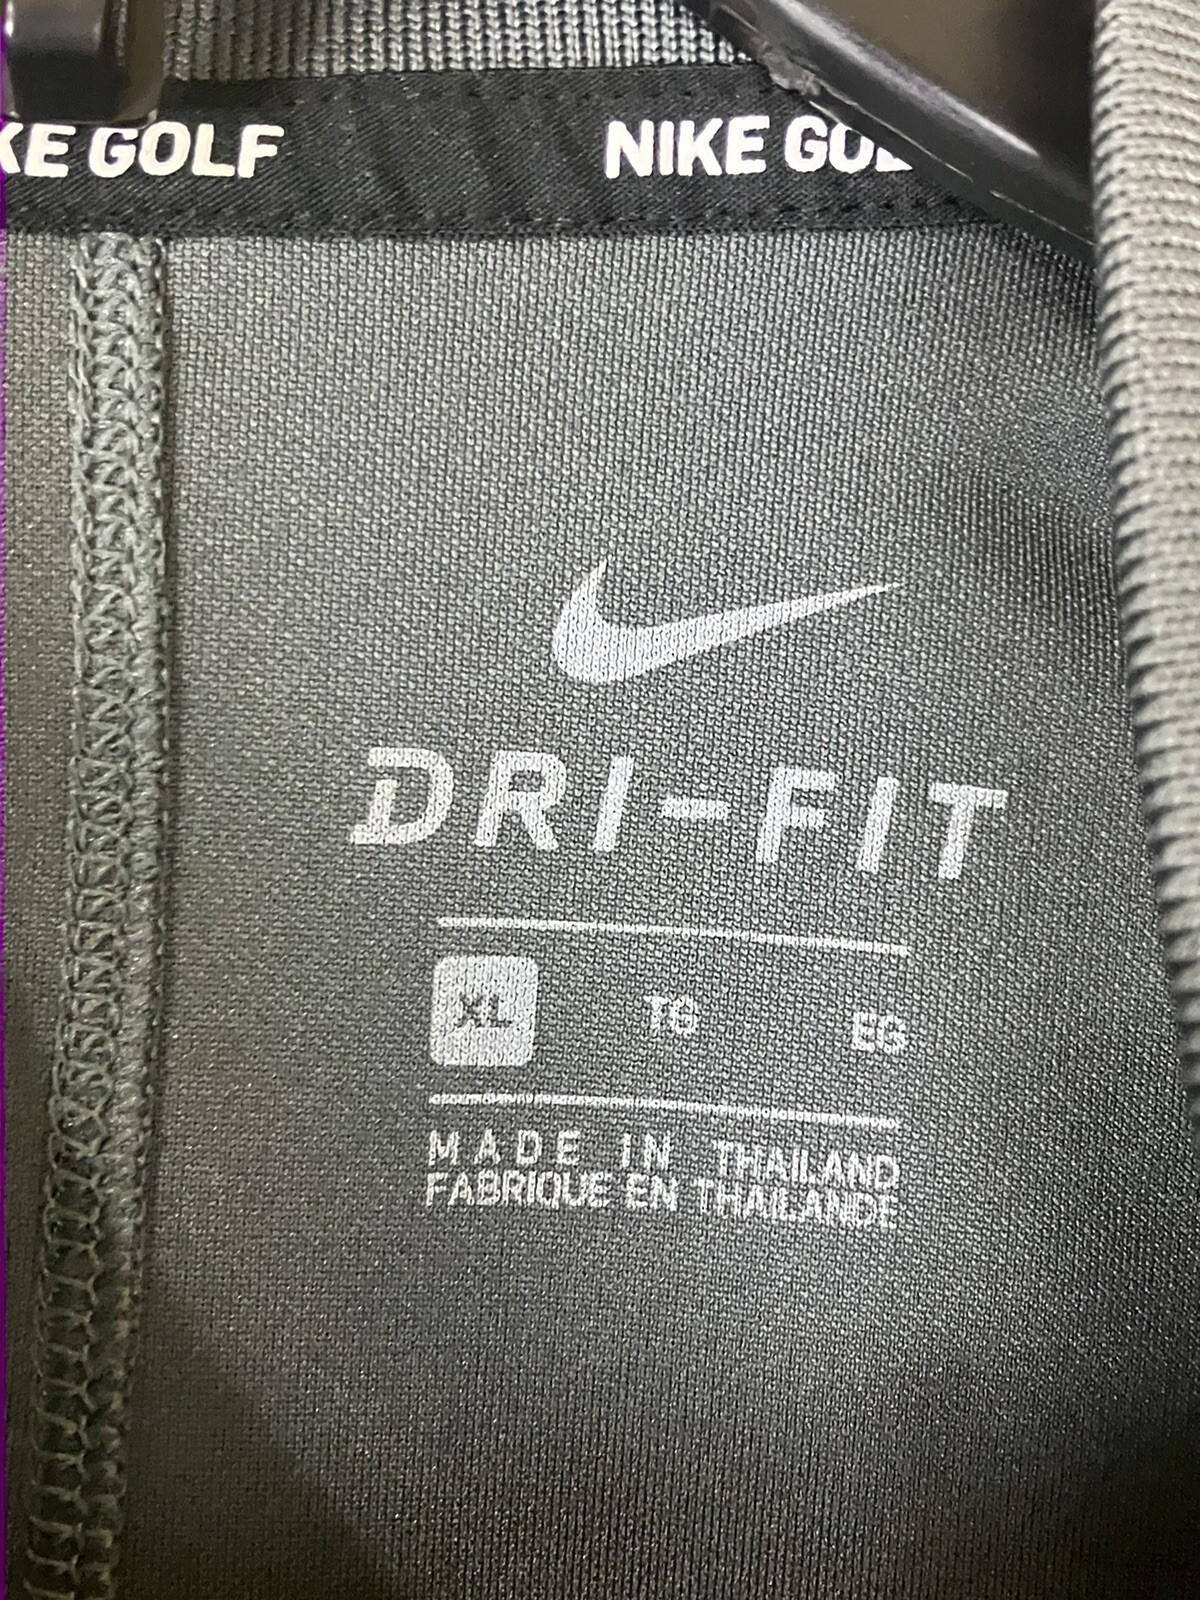 KE GOLF NIKE GOL
DRI-FIT
XL TG EG
MADE IN THAILAND
FABRIQUE EN THAILANDE